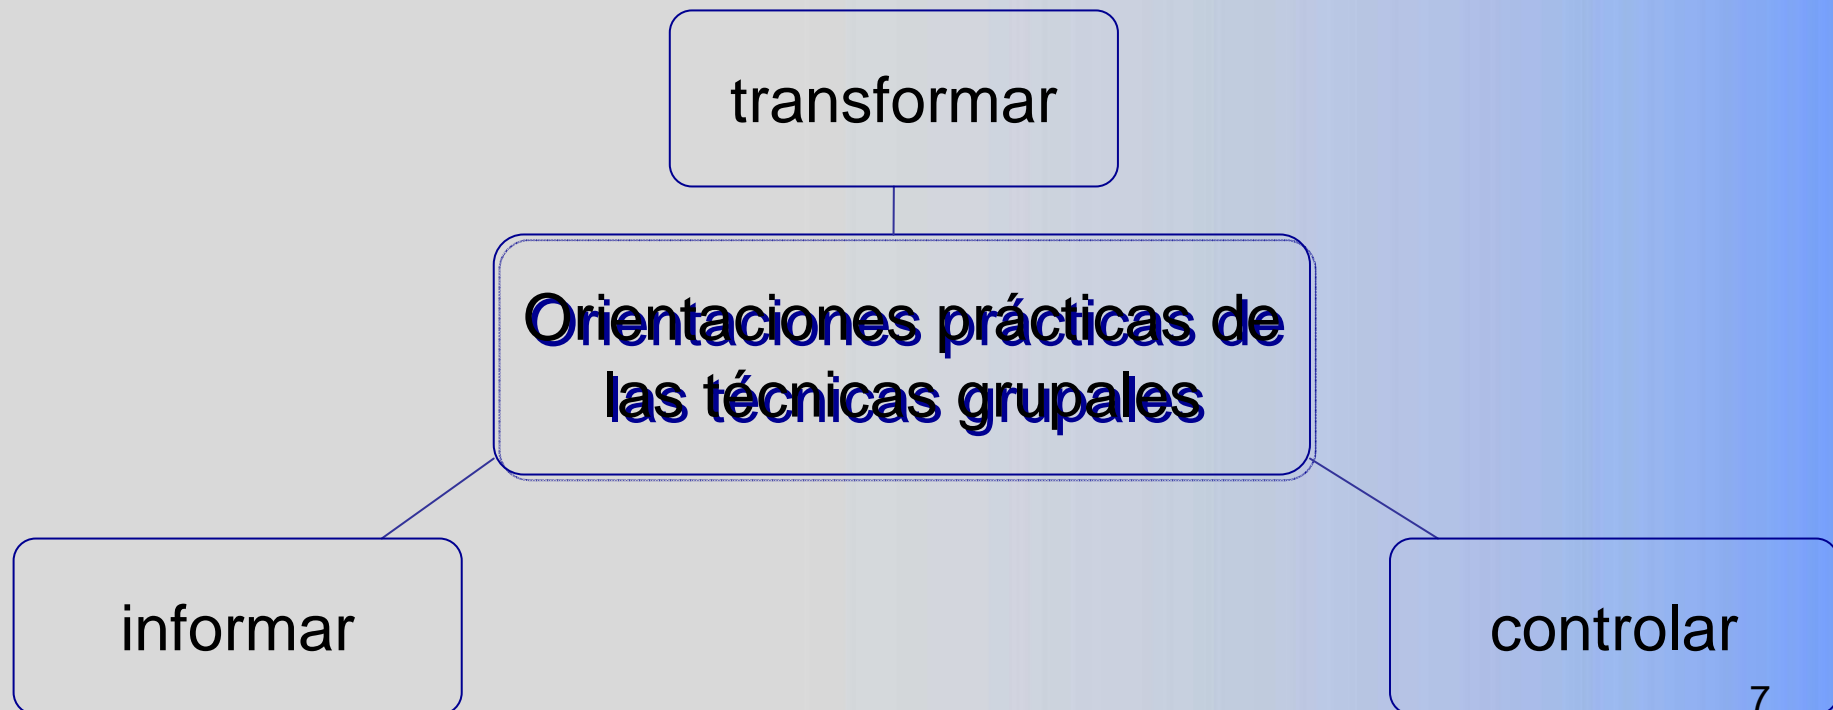 transformar
Orientaciones prácticas de
las técnicas grupales
informar
controlar
7